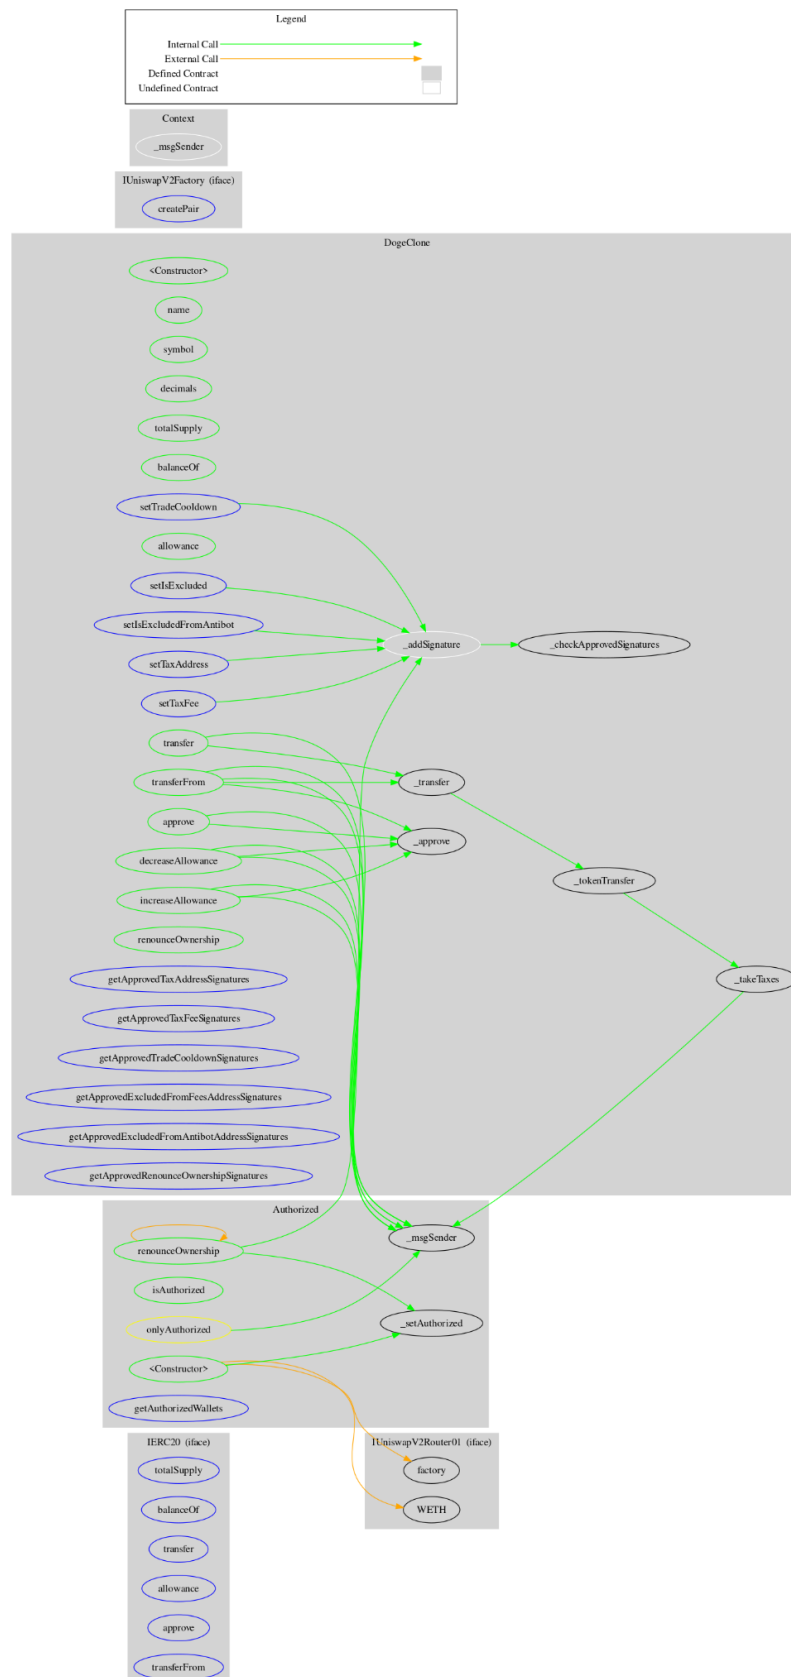 Legend
Internal Call
External Call
Defined Contract
Undefined Contract
Context
_msgSender
IUniswapV2Factory (iface)
createPair
DogeClone
<Constructor>
name
symbol
decimals
totalSupply
balanceOf
setTradeCooldown
allowance
setIsExcluded
setIsExcludedFromAntibot
_addSignature
_checkApprovedSignatures
setTaxAddress
setTaxFee
transfer
transferFrom
_transfer
approve
_approve
decreaseAllowance
_tokenTransfer
increaseAllowance
renounceOwnership
getApprovedTaxAddressSignatures
_takeTaxes
getApprovedTaxFeeSignatures
getApprovedTradeCooldownSignatures
getApprovedExcludedFromFeesAddressSignatures
getApprovedExcludedFromAntibotAddressSignatures
getApprovedRenounceOwnershipSignatures
Authorized
_msgSender
renounceOwnership
isAuthorized
_setAuthorized
onlyAuthorized
<Constructor>
getAuthorizedWallets
IERC20 (iface)
IUniswapV2Router01 (iface)
totalSupply
factory
balanceOf
WETH
transfer
allowance
approve
transferFrom